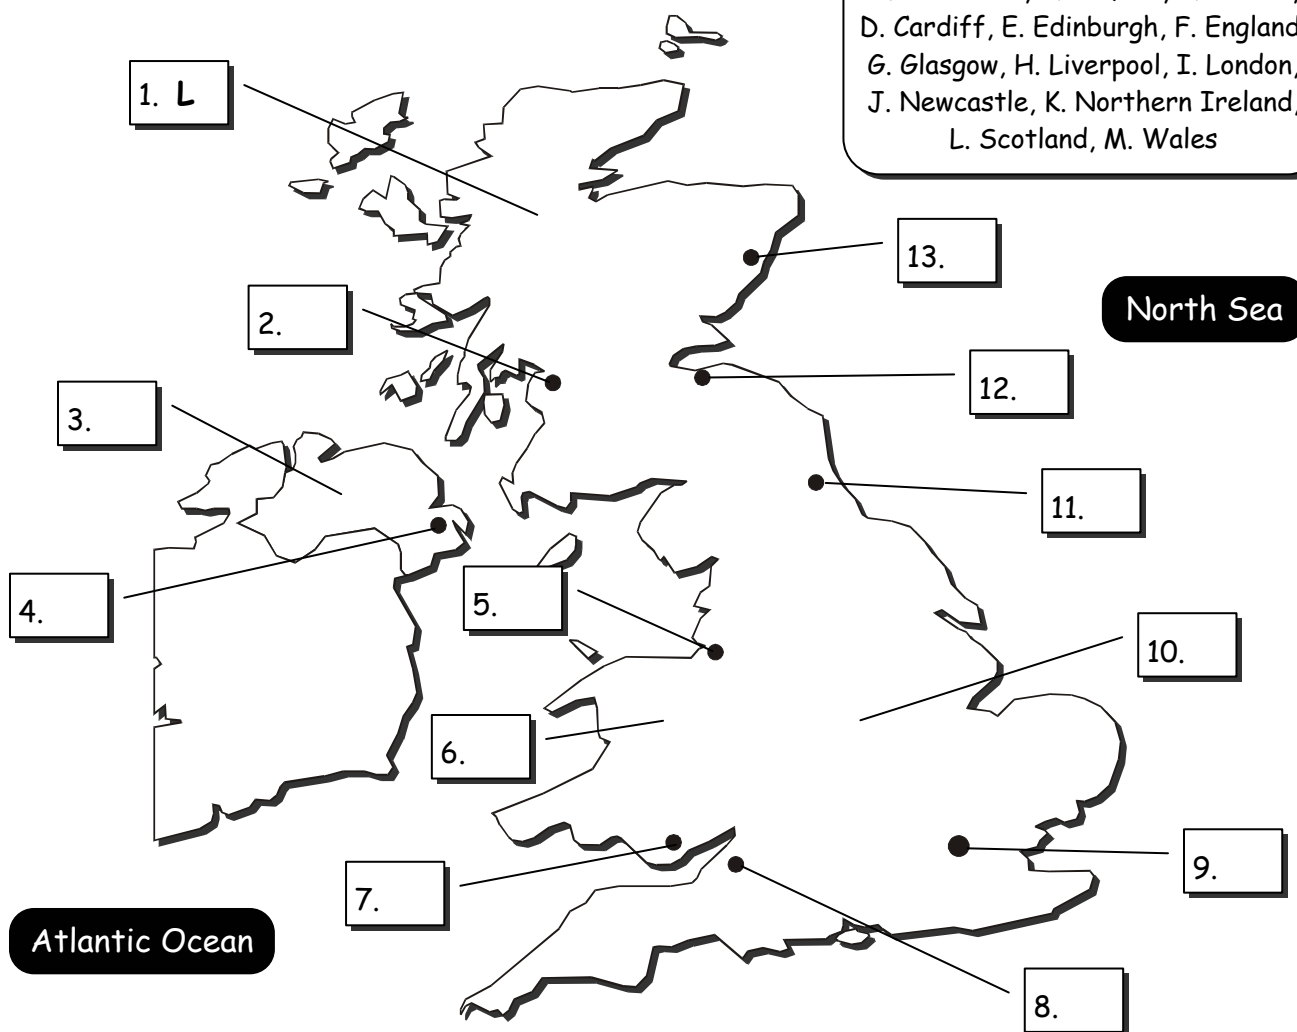 D. Cardiff, E. Edinburgh, F. England
G. Glasgow, H. Liverpool, I. London,
J. Newcastle, K. Northern Ireland,
L. Scotland, M. Wales
1. L
13.
North Sea
2.
12.
3.
11.
4.
5.
10.
6.
9.
7.
Atlantic Ocean
8.